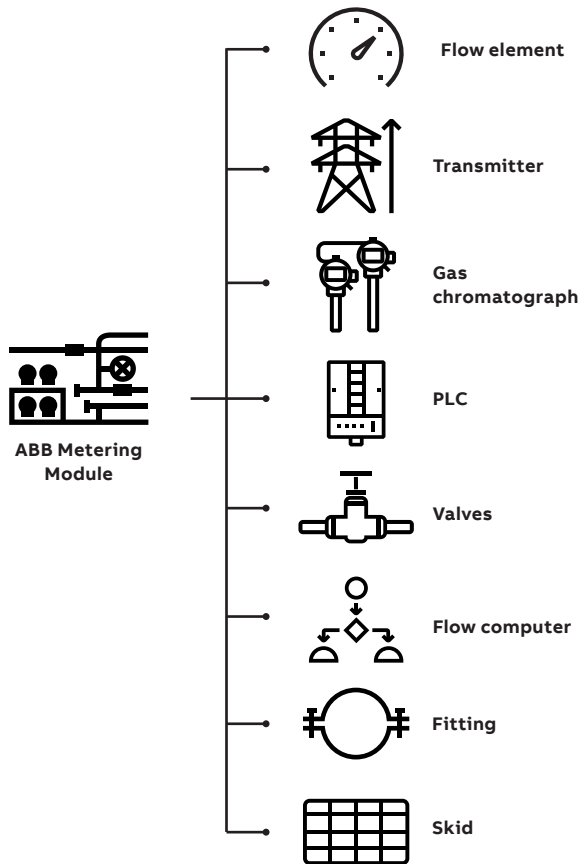 Flow element
Transmitter
Gas
chromatograph
ABB Metering
Module
PLC
Valves
Flow computer
Fitting
Skid